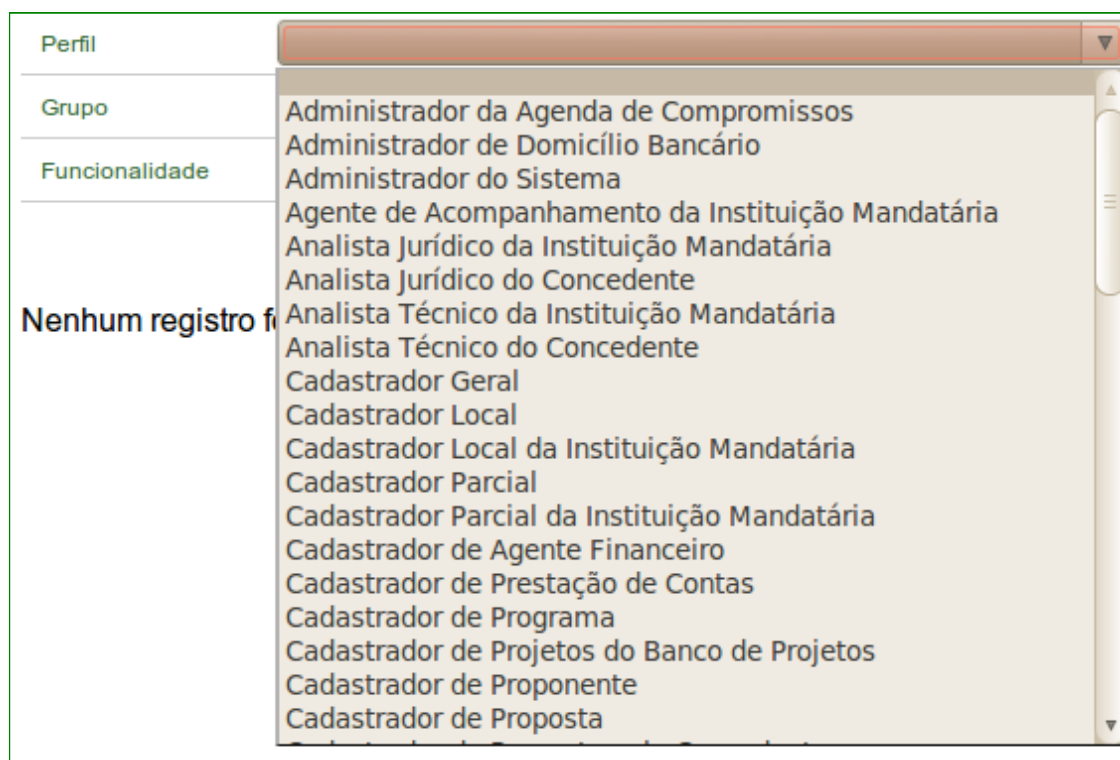 Perfil
Grupo
Funcionalidade
Nenhum registro
Administrador da Agenda de Compromissos
Administrador de Domicílio Bancário
Administrador do Sistema
Agente de Acompanhamento da Instituição Mandatária
Analista Jurídico da Instituição Mandatária
Analista Jurídico do Concedente
Analista Técnico da Instituição Mandatária
Analista Técnico do Concedente
Cadastrador Geral
Cadastrador Local
Cadastrador Local da Instituição Mandatária
Cadastrador Parcial
Cadastrador Parcial da Instituição Mandatária
Cadastrador de Agente Financeiro
Cadastrador de Prestação de Contas
Cadastrador de Programa
Cadastrador de Projetos do Banco de Projetos
Cadastrador de Proponente
Cadastrador de Proposta